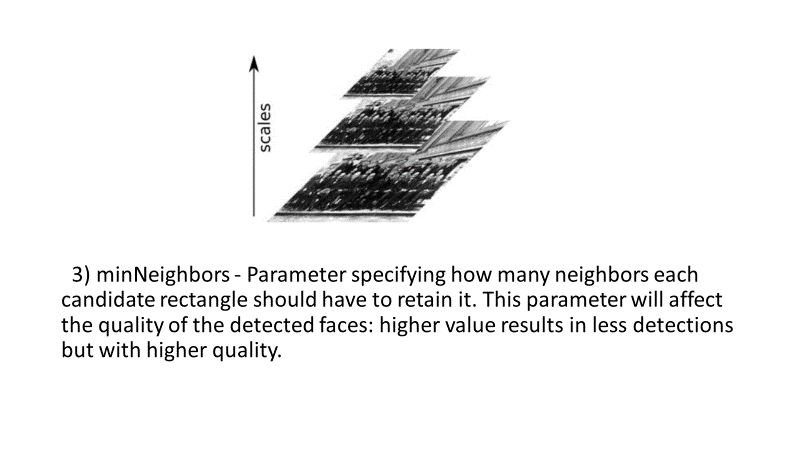 scales
3) minNeighbors - Parameter specifying how many neighbors each
candidate rectangle should have to retain it. This parameter will affect
the quality of the detected faces: higher value results in less detections
but with higher quality.